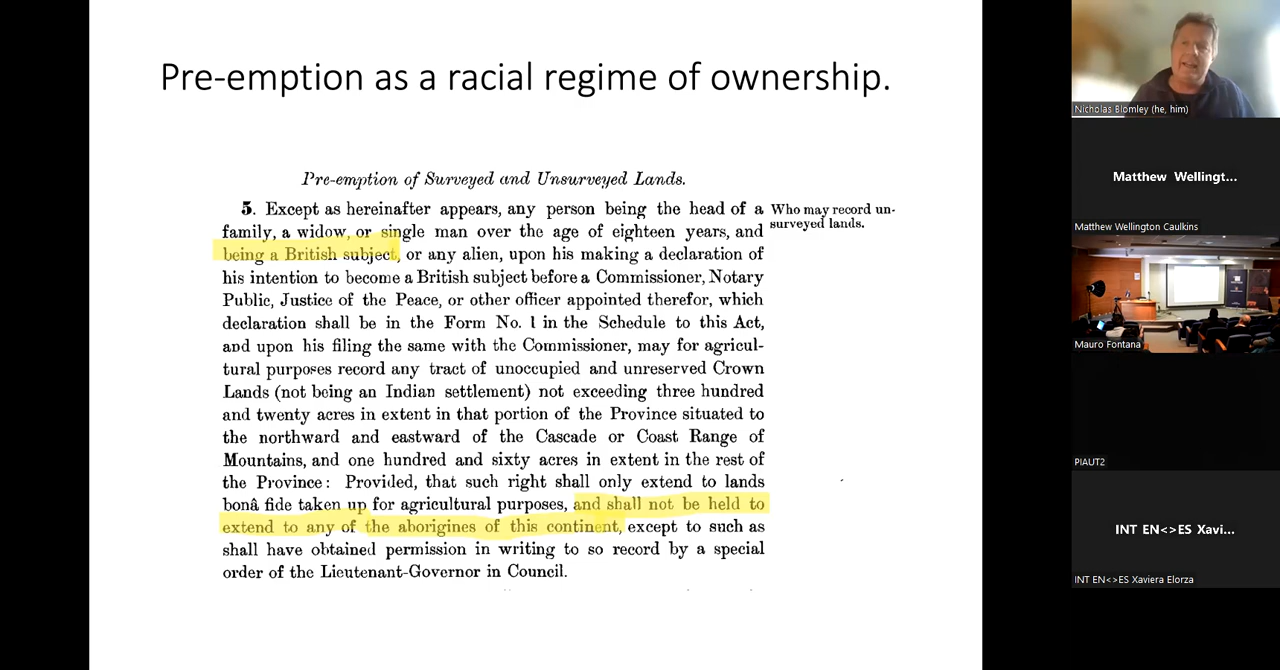 Pre-emption as a racial regime of ownership.
Pre-emption of Surveyed and Unsurveyed Lands.
5. Except as hereinafter appears, any person being the head of a
family, a widow, or single man over the age of eighteen years, and
being a British subject, or any alien, upon his making a declaration of
his intention to become a British subject before a Commissioner, Notary
Public, Justice of the Peace, or other officer appointed therefor, which
declaration shall be in the Form No. 1 in the Schedule to this Act,
and upon his filing the same with the Commissioner, may for agricul-
tural purposes record any tract of unoccupied and unreserved Crown
Lands (not being an Indian settlement) not exceeding three hundred
and twenty acres in extent in that portion of the Province situated to
the northward and eastward of the Cascade or Coast Range of
Mountains, and one hundred and sixty acres in extent in the rest of
the Province: Provided, that such right shall only extend to lands
bonâ fide taken up for agricultural purposes, and shall not be held to
extend to any of the aborigines of this continent, except to such as
shall have obtained permission in writing to so record by a special
order of the Lieutenant-Governor in Council.
Who may record un-
surveyed lands.
Nicholas Blomley (he, him)
Matthew Wellingt...
Matthew Wellington Caulkins
Mauro Fontana
PIAUT2
INT EN<>ES Xavi...
INT EN<>ES Xaviera Elorza